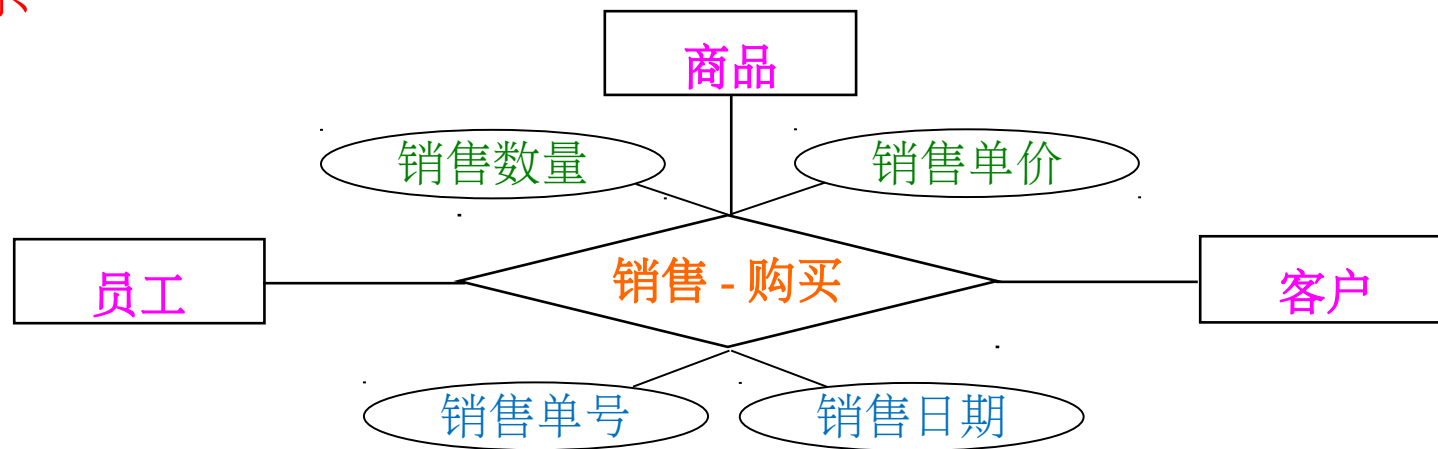 商品
销售数量
销售单价
员工
销售 - 购买
客户
销售单号
销售日期